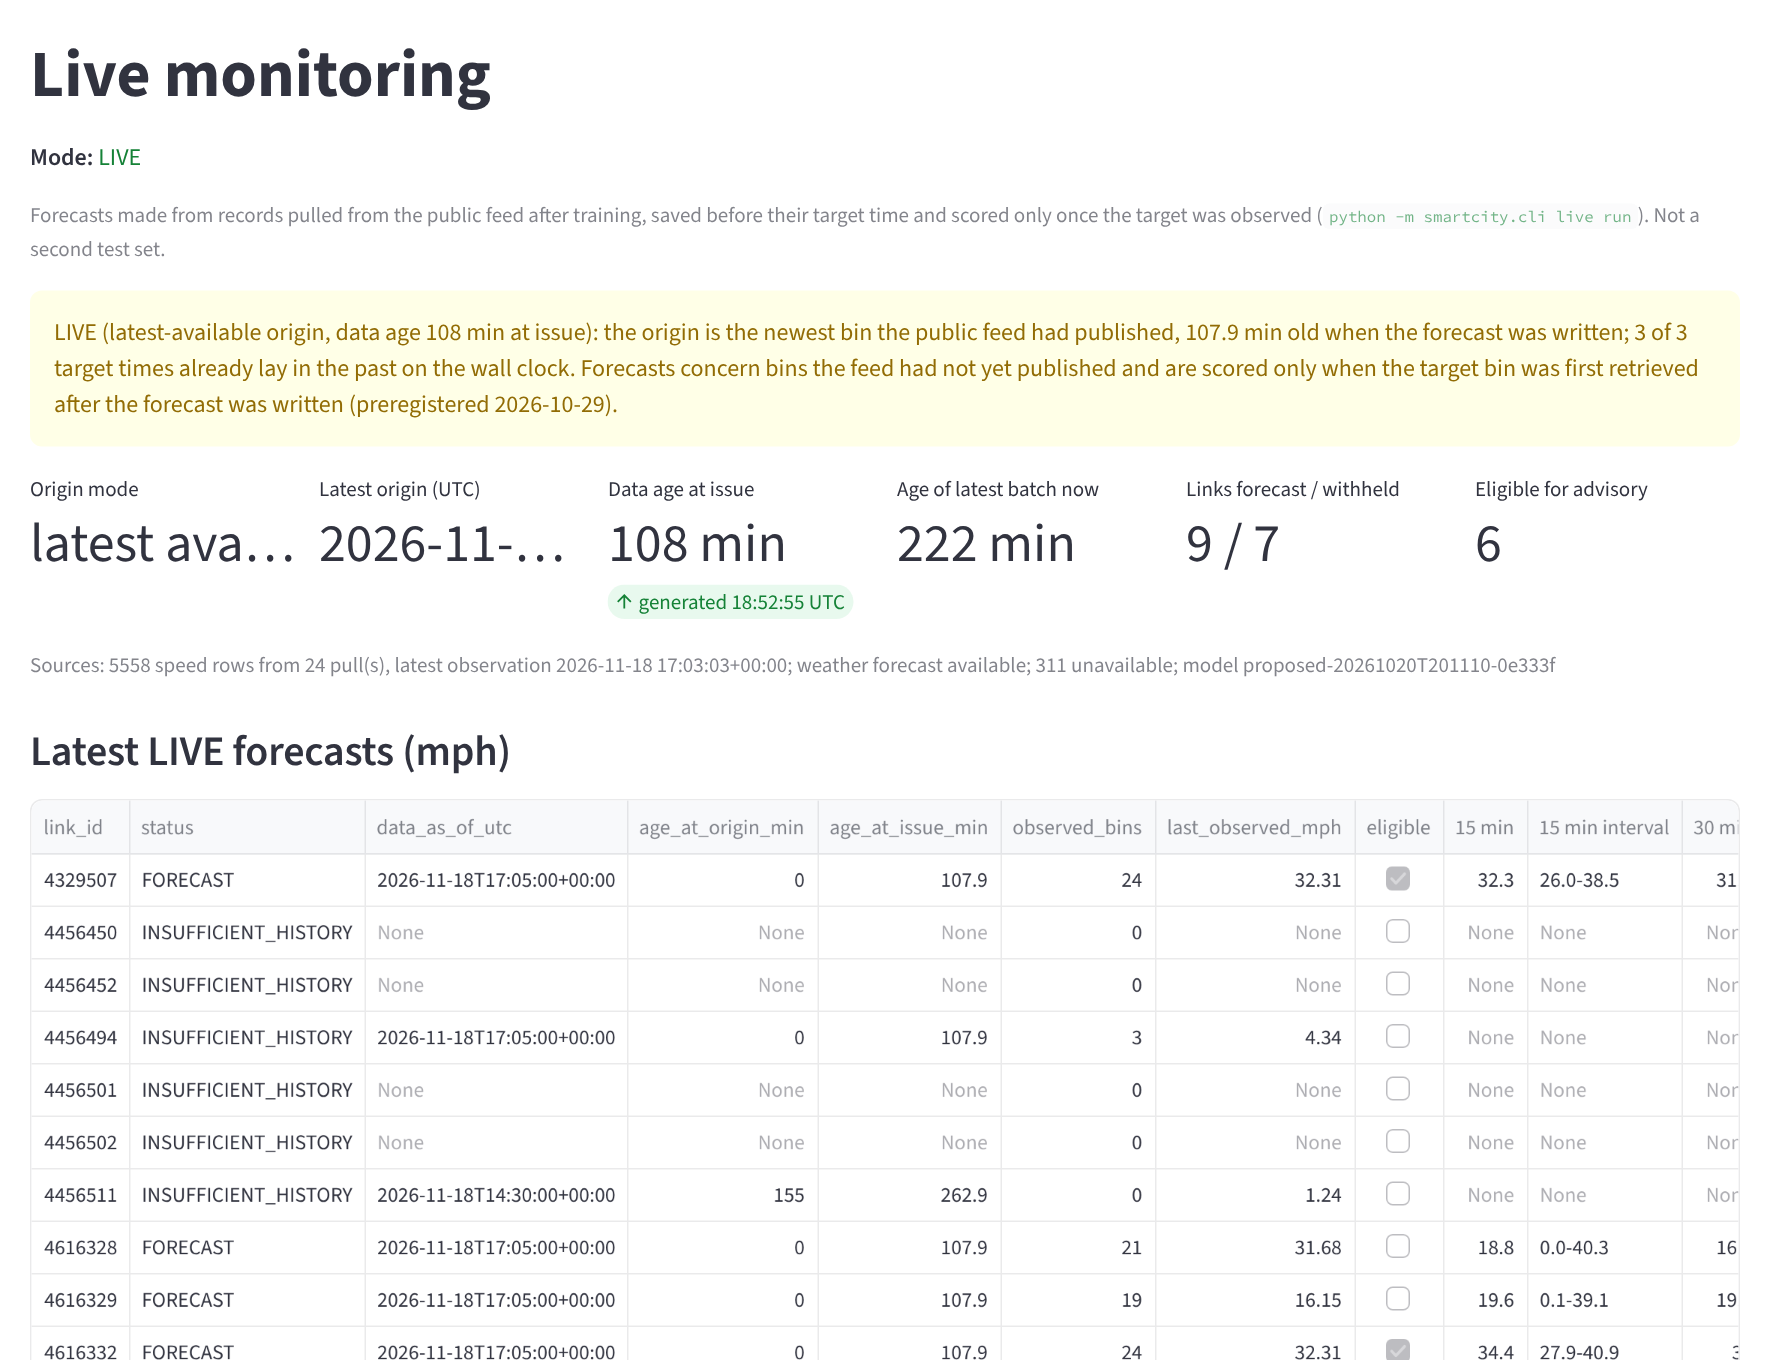 Live monitoring
Mode: LIVE
Forecasts made from records pulled from the public feed after training, saved before their target time and scored only once the target was observed ( python -m smartcity.cli live run ). Not a
second test set.
LIVE (latest-available origin, data age 108 min at issue): the origin is the newest bin the public feed had published, 107.9 min old when the forecast was written; 3 of 3
target times already lay in the past on the wall clock. Forecasts concern bins the feed had not yet published and are scored only when the target bin was first retrieved
after the forecast was written (preregistered 2026-10-29).
Origin mode Latest origin (UTC) Data age at issue Age of latest batch now Links forecast / withheld Eligible for advisory
latest ava… 2026-11-… 108 min 222 min 9 / 7 6
↑ generated 18:52:55 UTC
Sources: 5558 speed rows from 24 pull(s), latest observation 2026-11-18 17:03:03+00:00; weather forecast available; 311 unavailable; model proposed-20261020T201110-0e333f
Latest LIVE forecasts (mph)
link_id status data_as_of_utc age_at_origin_min age_at_issue_min observed_bins last_observed_mph eligible 15 min 15 min interval 30 mi
4329507 FORECAST 2026-11-18T17:05:00+00:00 0 107.9 24 32.31 32.3 26.0-38.5 31
4456450 INSUFFICIENT_HISTORY None None None 0 None None None Nor
4456452 INSUFFICIENT_HISTORY None None None 0 None None None Nor
4456494 INSUFFICIENT_HISTORY 2026-11-18T17:05:00+00:00 0 107.9 3 4.34 None None Nor
4456501 INSUFFICIENT_HISTORY None None None 0 None None None Nor
4456502 INSUFFICIENT_HISTORY None None None 0 None None None Nor
4456511 INSUFFICIENT_HISTORY 2026-11-18T14:30:00+00:00 155 262.9 0 1.24 None None Nor
4616328 FORECAST 2026-11-18T17:05:00+00:00 0 107.9 21 31.68 18.8 0.0-40.3 16
4616329 FORECAST 2026-11-18T17:05:00+00:00 0 107.9 19 16.15 19.6 0.1-39.1 19
4616332 FORECAST 2026-11-18T17:05:00+00:00 0 107.9 24 32.31 34.4 27.9-40.9